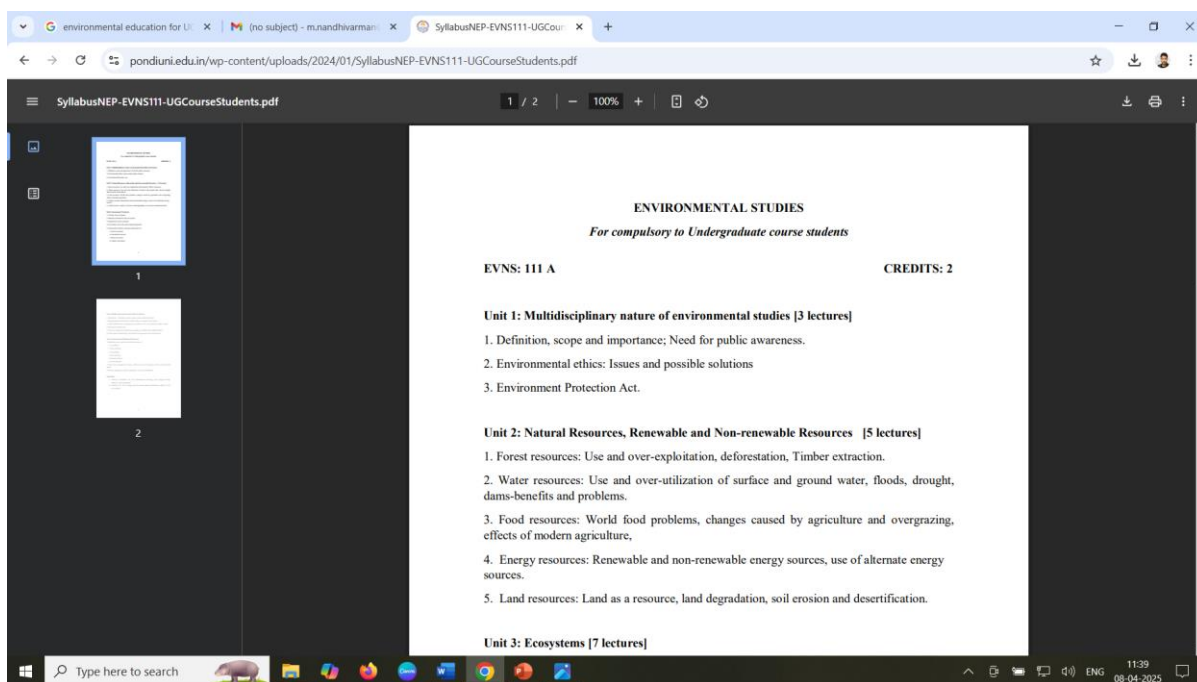 environmental education for U
(no subject) - m.nandhivarman
SyllabusNEP-EVNS111-UGCour
pondiuni.edu.in/wp-content/uploads/2024/01/SyllabusNEP-EVNS111-UGCourseStudents.pdf
SyllabusNEP-EVNS111-UGCourseStudents.pdf
1 / 2
100%
1
2
ENVIRONMENTAL STUDIES
For compulsory to Undergraduate course students
EVNS: 111 A CREDITS: 2
Unit 1: Multidisciplinary nature of environmental studies [3 lectures]
1. Definition, scope and importance; Need for public awareness.
2. Environmental ethics: Issues and possible solutions
3. Environment Protection Act.
Unit 2: Natural Resources, Renewable and Non-renewable Resources [5 lectures]
1. Forest resources: Use and over-exploitation, deforestation, Timber extraction.
2. Water resources: Use and over-utilization of surface and ground water, floods, drought,
dams-benefits and problems.
3. Food resources: World food problems, changes caused by agriculture and overgrazing,
effects of modern agriculture,
4. Energy resources: Renewable and non-renewable energy sources, use of alternate energy
sources.
5. Land resources: Land as a resource, land degradation, soil erosion and desertification.
Unit 3: Ecosystems [7 lectures]
Type here to search
ENG
11:39
08-04-2025